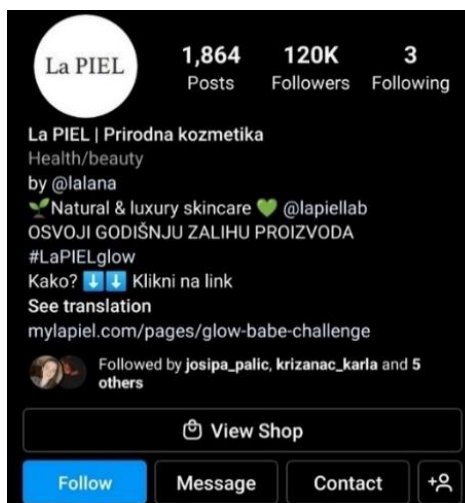 La PIEL
1,864 120K 3
Posts Followers Following
La PIEL | Prirodna kozmetika
Health/beauty
by @lalana
🌱Natural & luxury skincare 💚 @lapiellab
OSVOJI GODIŠNJU ZALIHU PROIZVODA
#LaPIELglow
Kako? ⬇️⬇️ Klikni na link
See translation
mylapiel.com/pages/glow-babe-challenge
Followed by josipa_palic, krizanac_karla and 5
others
View Shop
Follow Message Contact